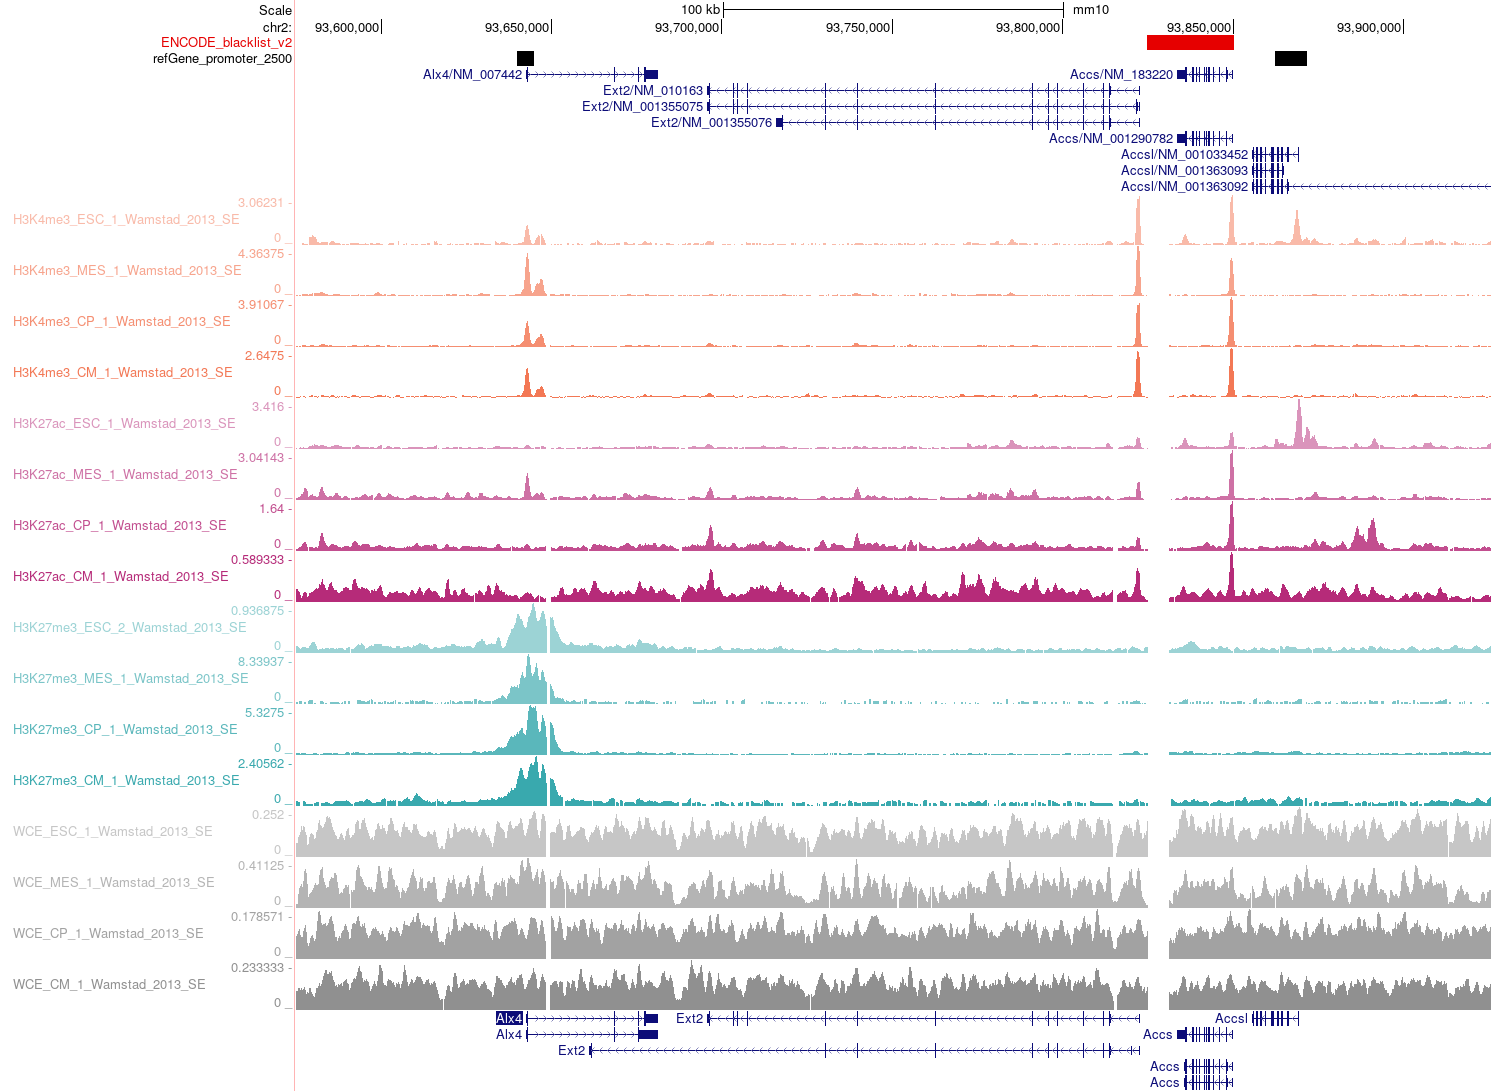 Scale 100 kb mm10
chr2: 93,600,000 93,650,000 93,700,000 93,750,000 93,800,000 93,850,000 93,900,000
ENCODE_blacklist_v2
refGene_promoter_2500
Alx4/NM_007442 Accs/NM_183220
Ext2/NM_010163
Ext2/NM_001355075
Ext2/NM_001355076
Accs/NM_001290782
Accsl/NM_001033452
Accsl/NM_001363093
Accsl/NM_001363092
3.06231 -
H3K4me3_ESC_1_Wamstad_2013_SE
0 _
4.36375 -
H3K4me3_MES_1_Wamstad_2013_SE
0 _
3.91067 -
H3K4me3_CP_1_Wamstad_2013_SE
0 _
2.6475 -
H3K4me3_CM_1_Wamstad_2013_SE
0 _
3.416 -
H3K27ac_ESC_1_Wamstad_2013_SE
0 _
3.04143 -
H3K27ac_MES_1_Wamstad_2013_SE
0 _
1.64 -
H3K27ac_CP_1_Wamstad_2013_SE
0 _
0.589333 -
H3K27ac_CM_1_Wamstad_2013_SE
0 _
0.936875 -
H3K27me3_ESC_2_Wamstad_2013_SE
0 _
8.33937 -
H3K27me3_MES_1_Wamstad_2013_SE
0 _
5.3275 -
H3K27me3_CP_1_Wamstad_2013_SE
0 _
2.40562 -
H3K27me3_CM_1_Wamstad_2013_SE
0 _
0.252 -
WCE_ESC_1_Wamstad_2013_SE
0 _
0.41125 -
WCE_MES_1_Wamstad_2013_SE
0 _
0.178571 -
WCE_CP_1_Wamstad_2013_SE
0 _
0.233333 -
WCE_CM_1_Wamstad_2013_SE
0 _
Alx4 Ext2 Accsl
Alx4 Accs
Ext2
Accs
Accs